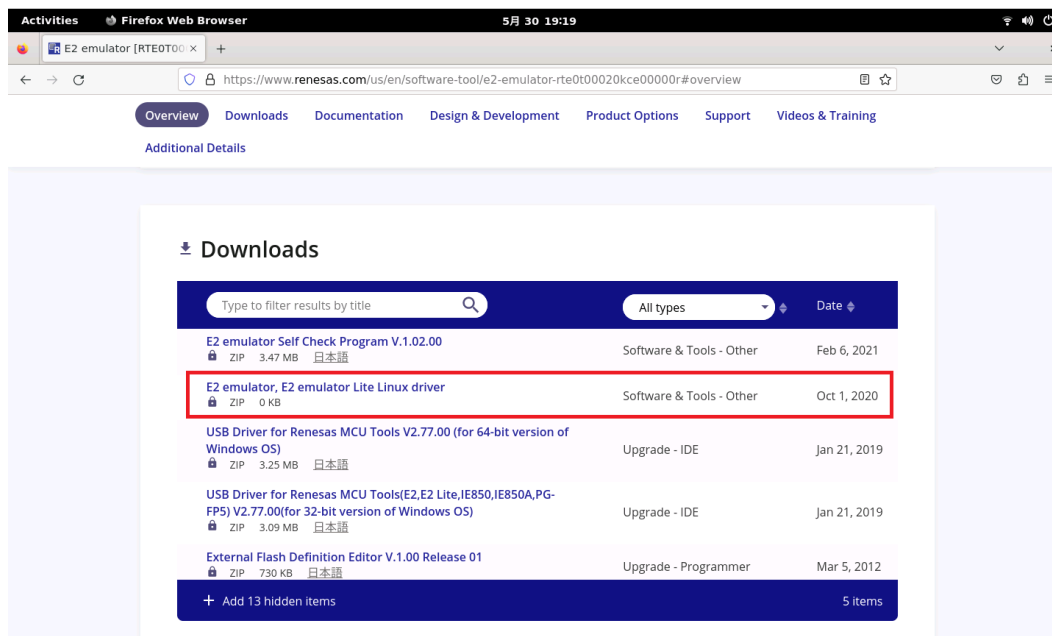 Activities Firefox Web Browser 5月 30 19:19
E2 emulator [RTE0T00
https://www.renesas.com/us/en/software-tool/e2-emulator-rte0t00020kce00000r#overview
Overview Downloads Documentation Design & Development Product Options Support Videos & Training
Additional Details
Downloads
Type to filter results by title All types Date
E2 emulator Self Check Program V.1.02.00
ZIP 3.47 MB 日本語 Software & Tools - Other Feb 6, 2021
E2 emulator, E2 emulator Lite Linux driver
ZIP 0 KB Software & Tools - Other Oct 1, 2020
USB Driver for Renesas MCU Tools V2.77.00 (for 64-bit version of
Windows OS) Upgrade - IDE Jan 21, 2019
ZIP 3.25 MB 日本語
USB Driver for Renesas MCU Tools(E2,E2 Lite,IE850,IE850A,PG-
FP5) V2.77.00(for 32-bit version of Windows OS) Upgrade - IDE Jan 21, 2019
ZIP 3.09 MB 日本語
External Flash Definition Editor V.1.00 Release 01
ZIP 730 KB 日本語 Upgrade - Programmer Mar 5, 2012
+ Add 13 hidden items 5 items